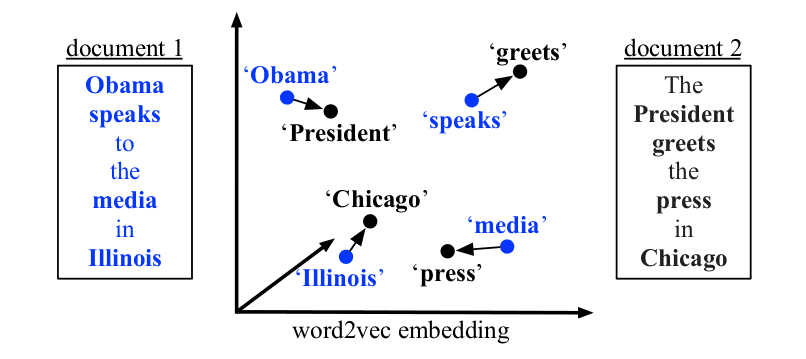 document 1
Obama
speaks
to
the
media
in
Illinois
‘Obama’
‘President’
‘greets’
‘speaks’
‘Chicago’
‘Illinois’
‘media’
‘press’
word2vec embedding
document 2
The
President
greets
the
press
in
Chicago